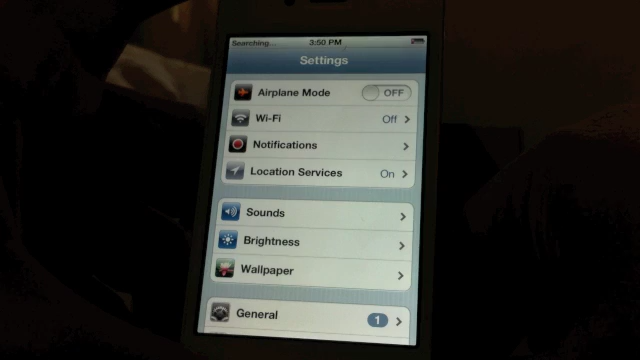 Searching... 3:50 PM
Settings
Airplane Mode OFF
Wi-Fi Off
Notifications
Location Services On
Sounds
Brightness
Wallpaper
General 1